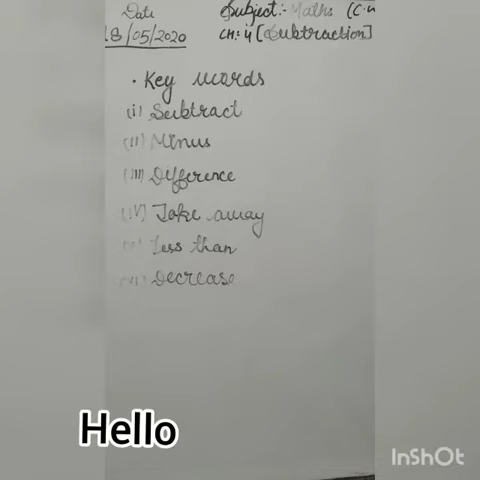 Date Subject:- Maths (C.W
18/05/2020 CH: 4 [Subtraction]
• Key words
(i) Subtract
(ii) Minus
(iii) Difference
(iv) Take away
(v) Less than
(vi) Decrease
Hello
InShOt